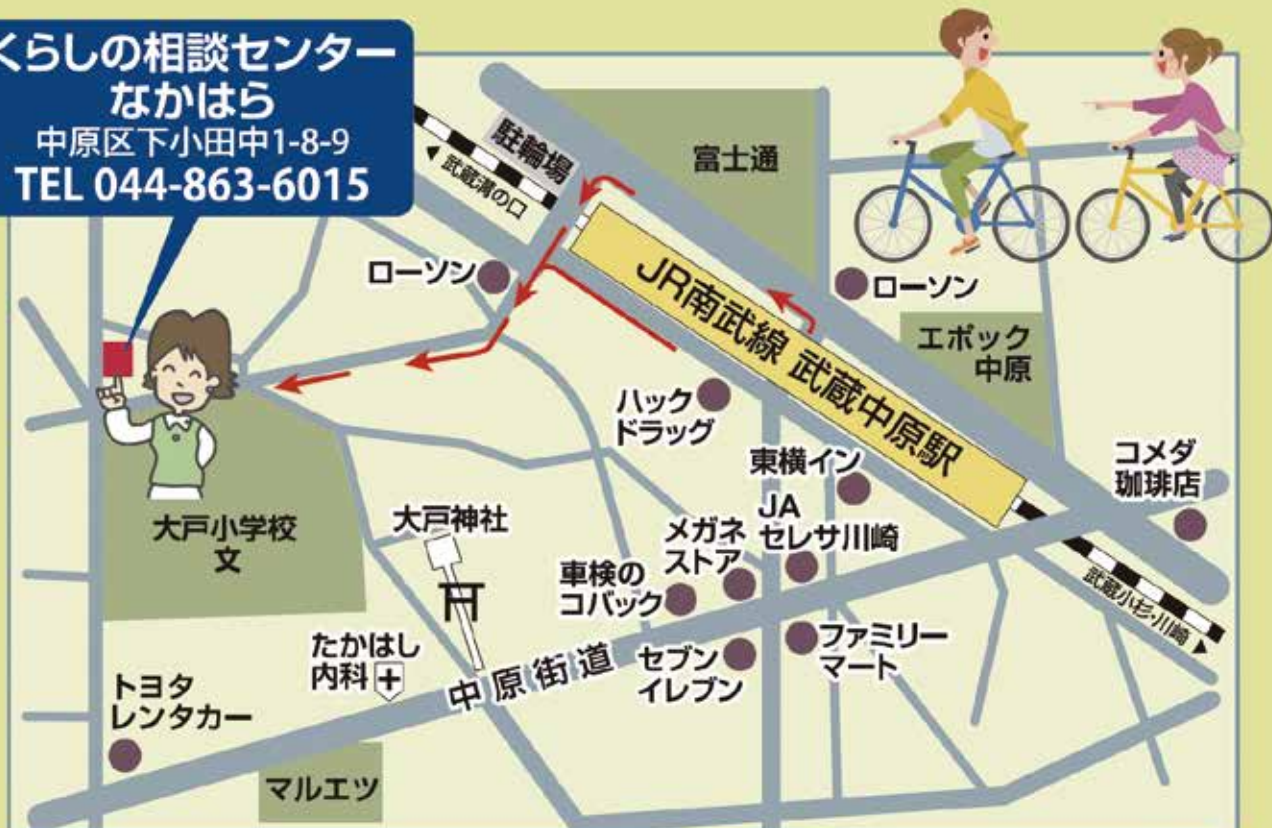 くらしの相談センター
なかはら
中原区下小田中1-8-9
TEL 044-863-6015
駐輪場
◀ 武蔵溝の口
富士通
ローソン
JR南武線 武蔵中原駅
ローソン
エポック
中原
ハック
ドラッグ
東横イン
コメダ
珈琲店
JA
セレサ川崎
メガネ
ストア
大戸小学校
文
大戸神社
車検の
コバック
武蔵小杉・川崎 ▶
たかはし
内科
中原街道
セブン
イレブン
ファミリー
マート
トヨタ
レンタカー
マルエツ